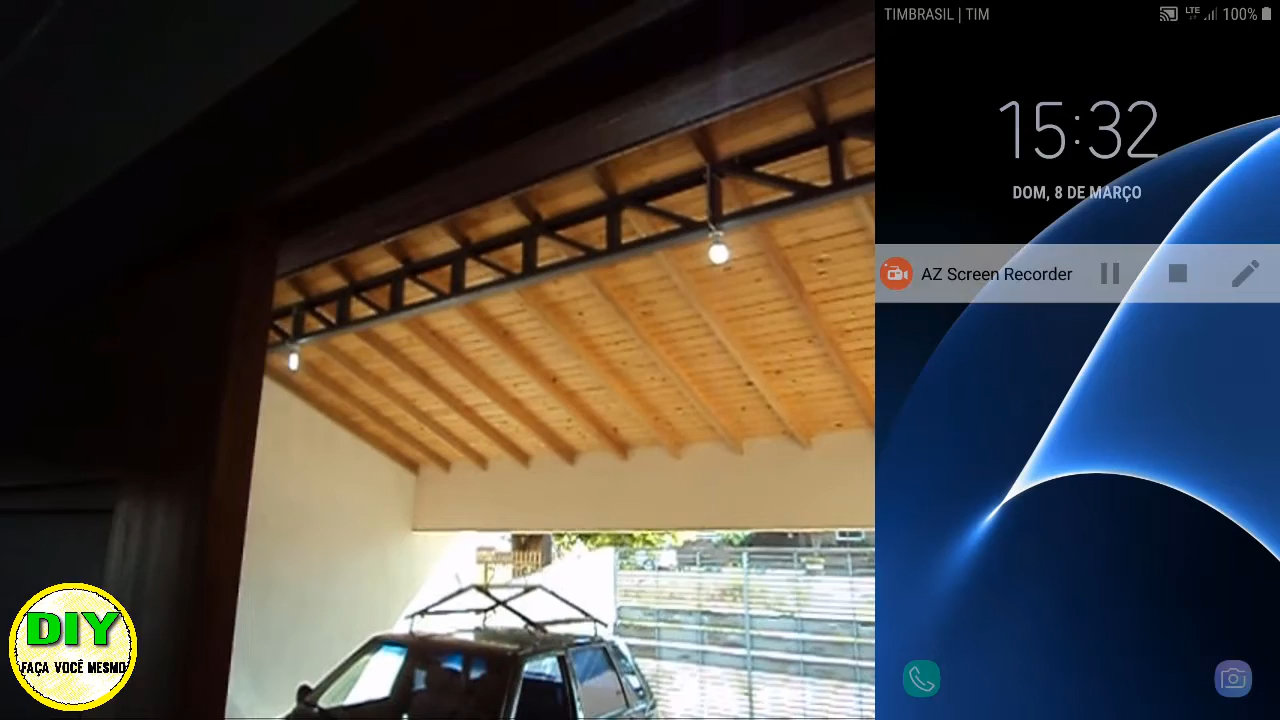 TIMBRASIL | TIM
LTE
100%
15:32
DOM, 8 DE MARÇO
AZ Screen Recorder
DIY
FAÇA VOCÊ MESMO